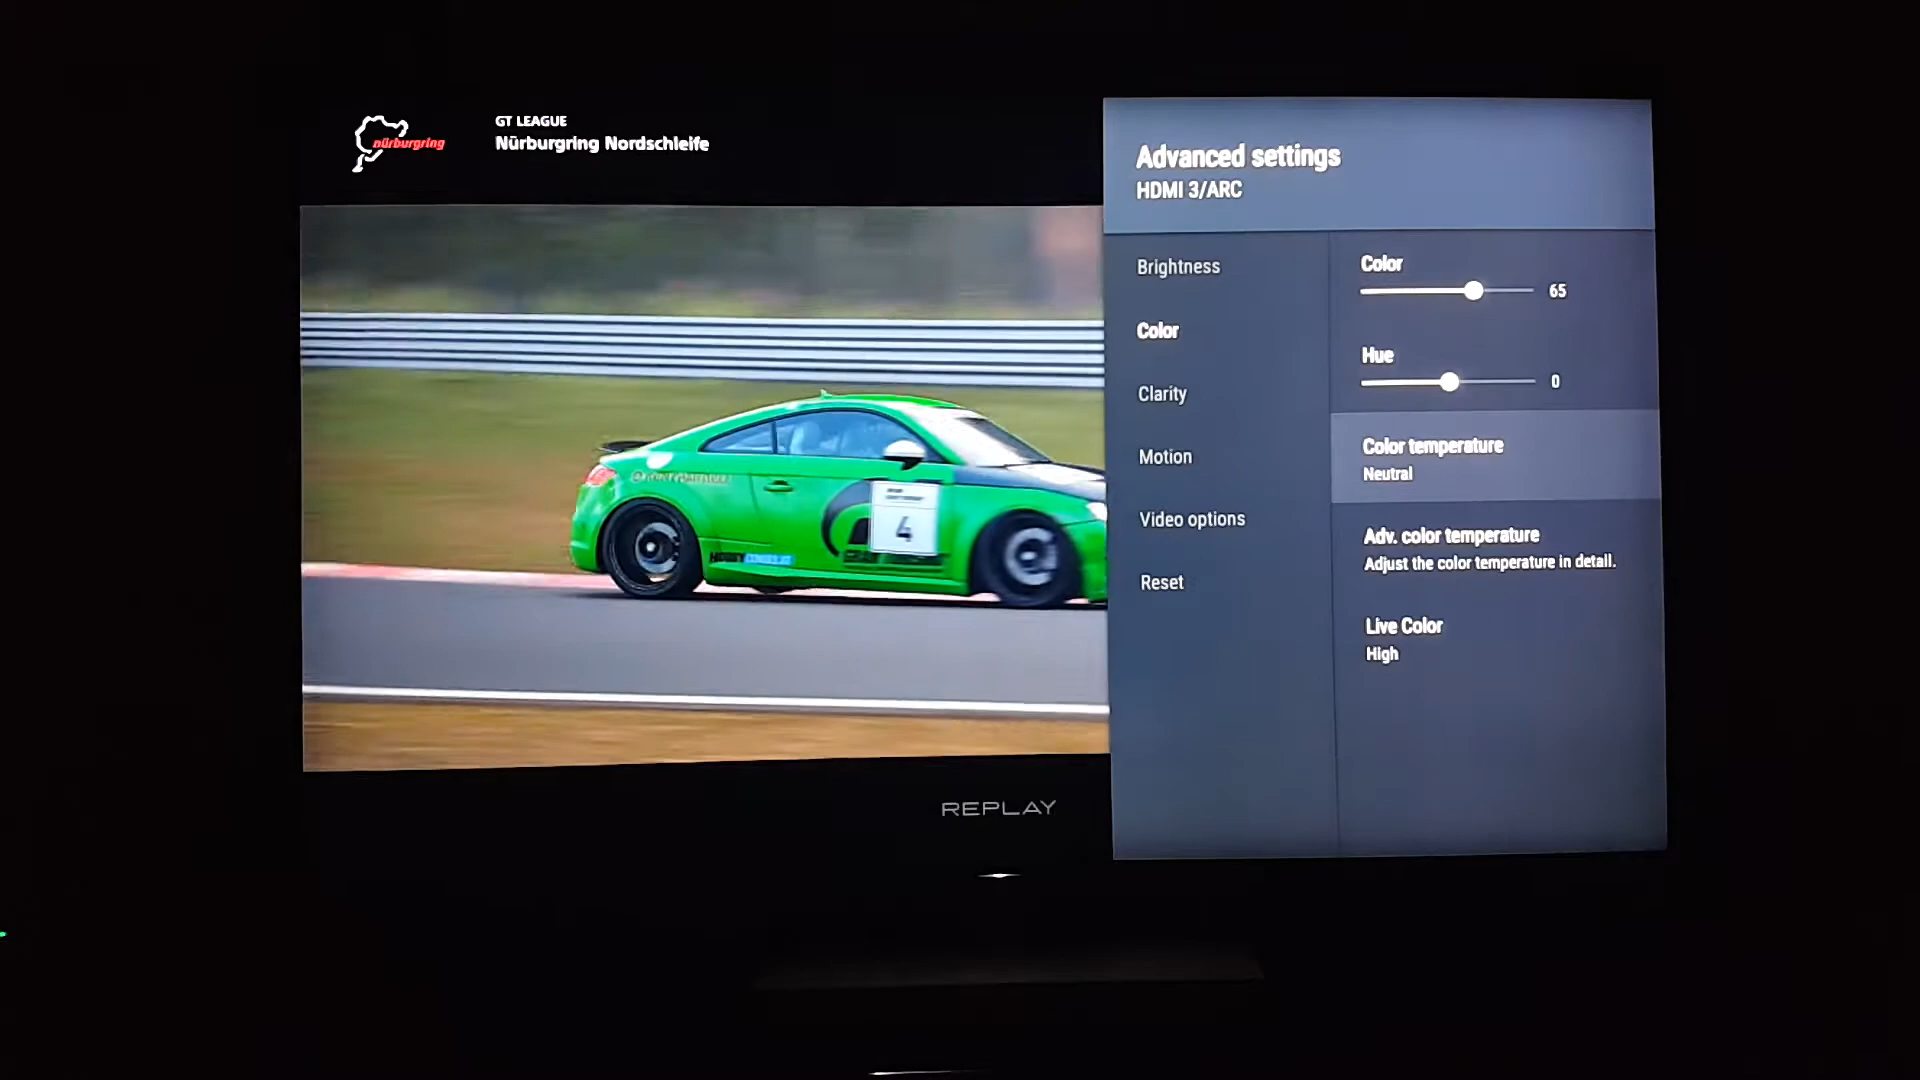 GT LEAGUE
Nürburgring Nordschleife
nürburgring
Advanced settings
HDMI 3/ARC
Brightness
Color
Clarity
Motion
Video options
Reset
Color
65
Hue
0
Color temperature
Neutral
Adv. color temperature
Adjust the color temperature in detail.
Live Color
High
4
REPLAY